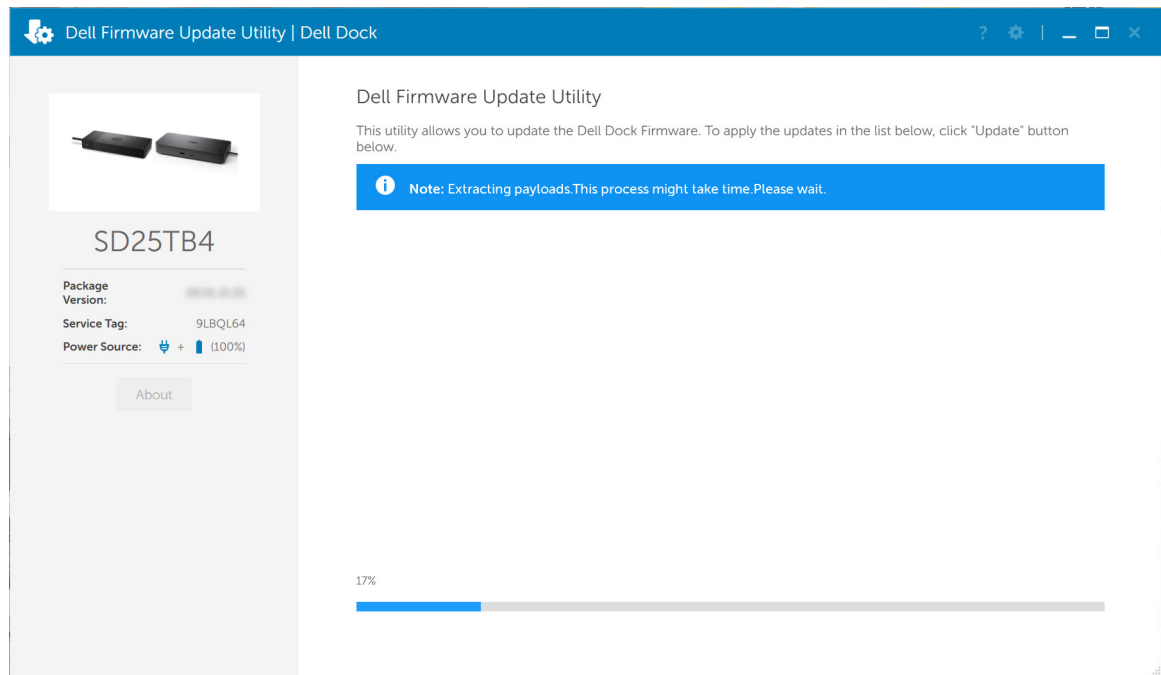 Dell Firmware Update Utility | Dell Dock
?
Dell Firmware Update Utility
This utility allows you to update the Dell Dock Firmware. To apply the updates in the list below, click "Update" button
below.
Note: Extracting payloads.This process might take time.Please wait.
SD25TB4
Package
Version:
Service Tag: 9LBQL64
Power Source: + (100%)
About
17%